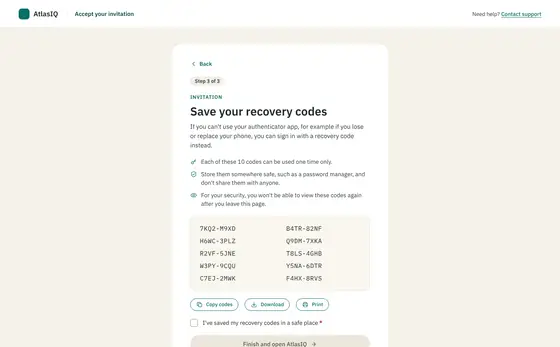 AtlasIQ
Accept your invitation
Need help? Contact support
Back
Step 3 of 3
INVITATION
Save your recovery codes
If you can't use your authenticator app, for example if you lose
or replace your phone, you can sign in with a recovery code
instead.
Each of these 10 codes can be used one time only.
Store them somewhere safe, such as a password manager, and
don't share them with anyone.
For your security, you won't be able to view these codes again
after you leave this page.
7KQ2-M9XD B4TR-82NF
H6WC-3PLZ Q9DM-7XKA
R2VF-5JNE T8LS-4GHB
W3PY-9CQU Y5NA-6DTR
C7EJ-2MWK F4HX-8RVS
Copy codes Download Print
I've saved my recovery codes in a safe place *
Finish and open AtlasIQ